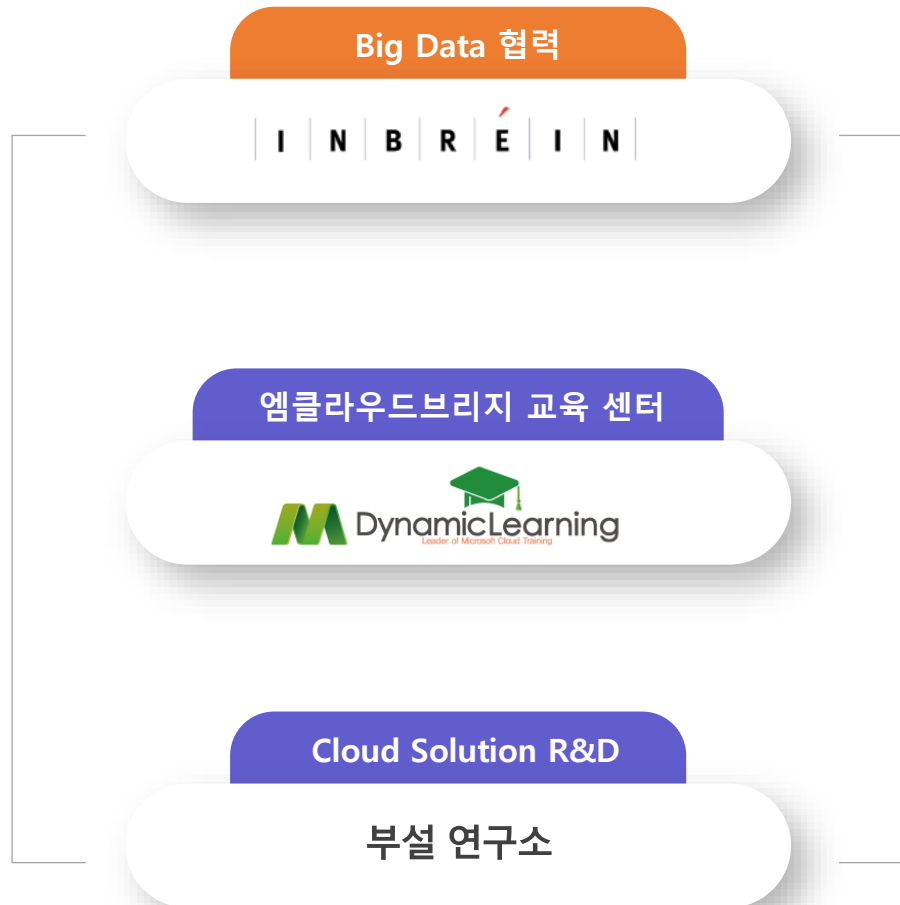 Big Data 협력
INBRÉIN
엠클라우드브리지 교육 센터
DynamicLearning
Leader of Microsoft Cloud Training
Cloud Solution R&D
부설 연구소